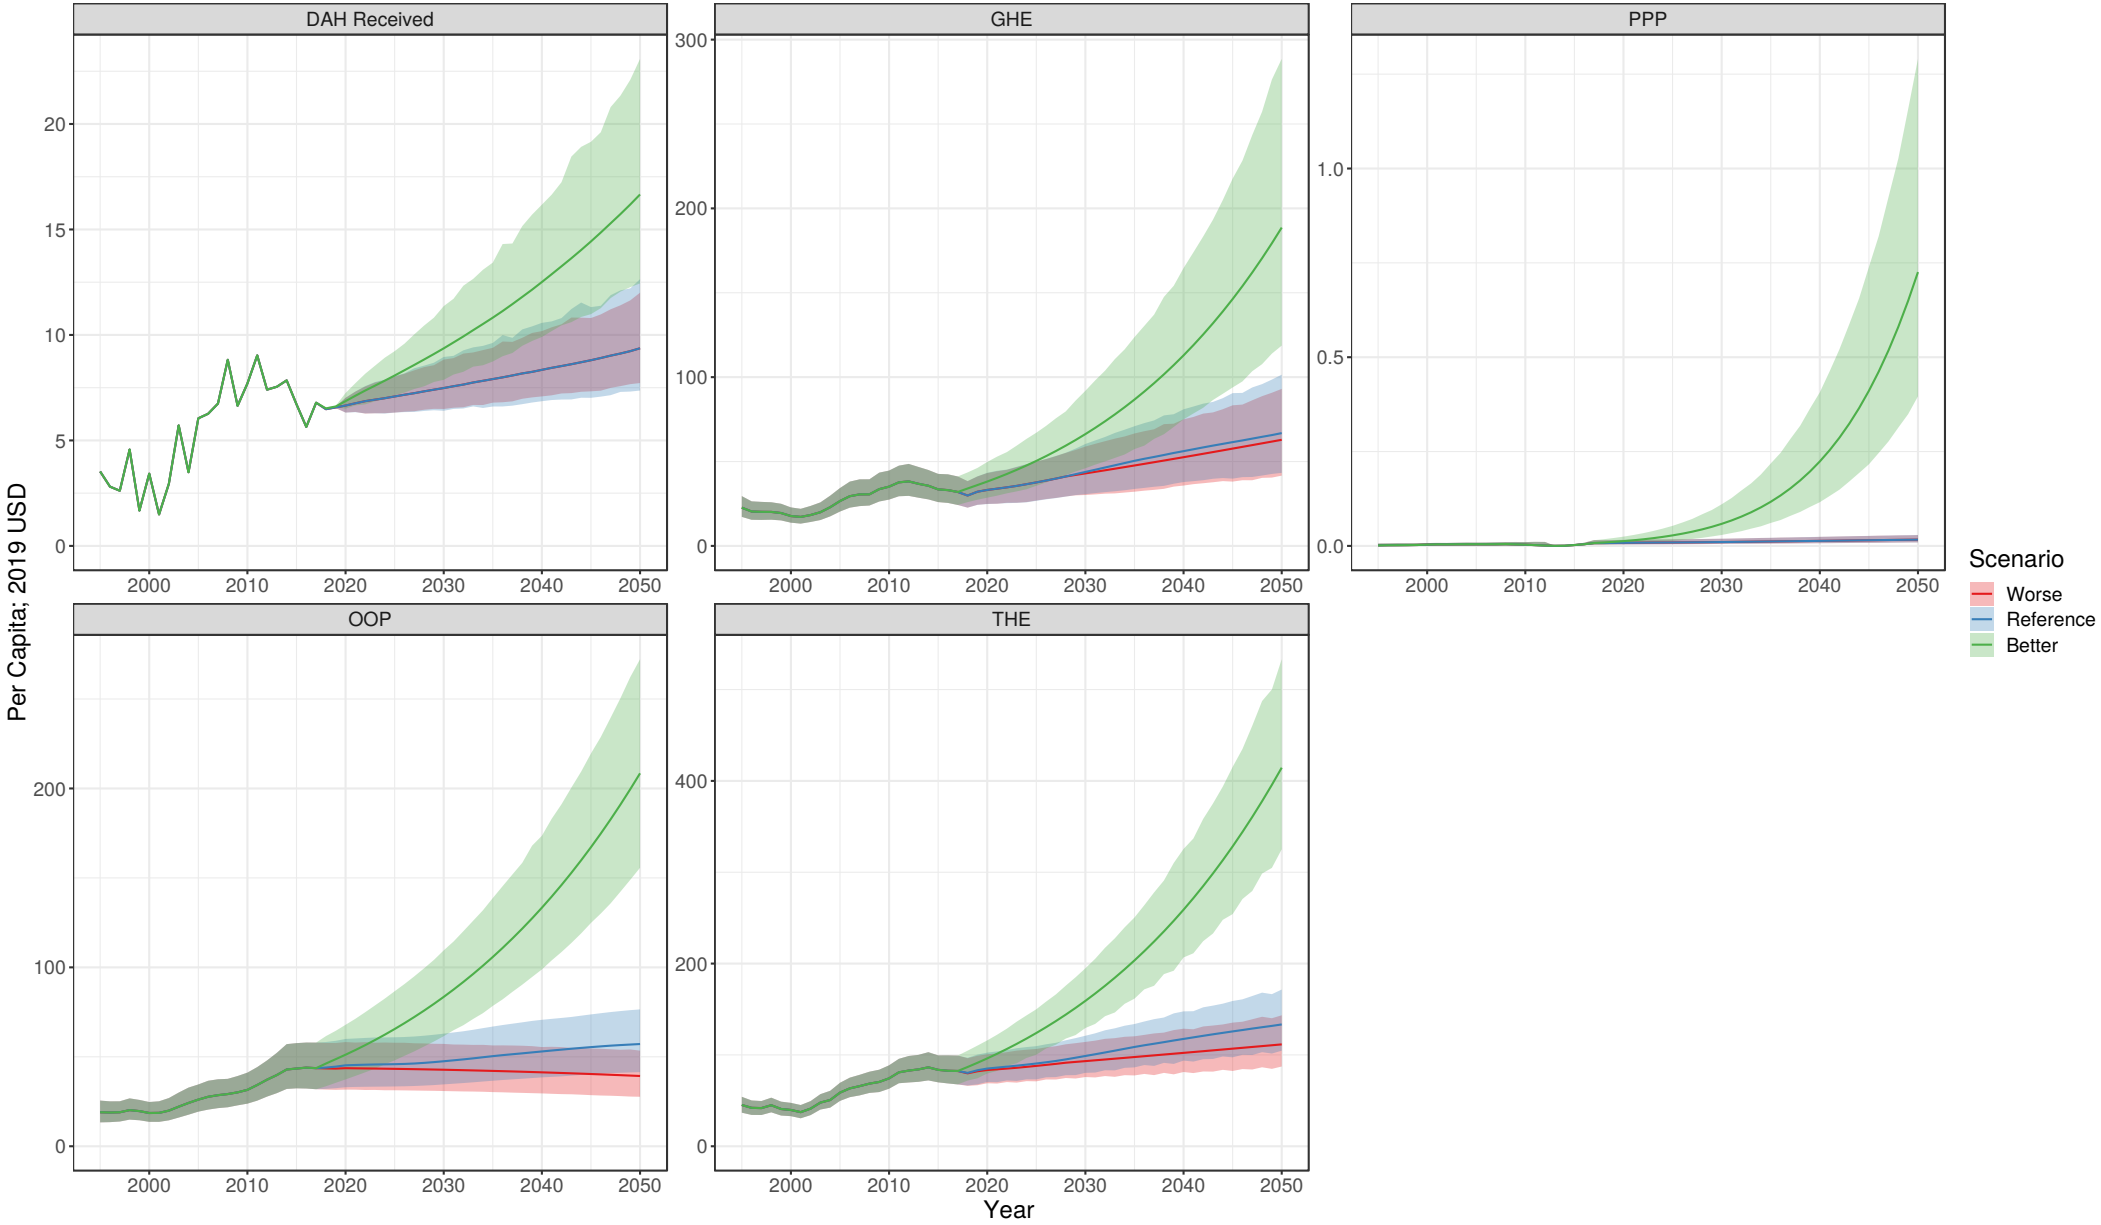 DAH Received
GHE
PPP
20
15
10
5
0
2000 2010 2020 2030 2040 2050
300
200
100
0
2000 2010 2020 2030 2040 2050
1.0
0.5
0.0
2000 2010 2020 2030 2040 2050
OOP
THE
200
100
0
2000 2010 2020 2030 2040 2050
400
200
0
2000 2010 2020 2030 2040 2050
Per Capita; 2019 USD
Year
Scenario
Worse
Reference
Better